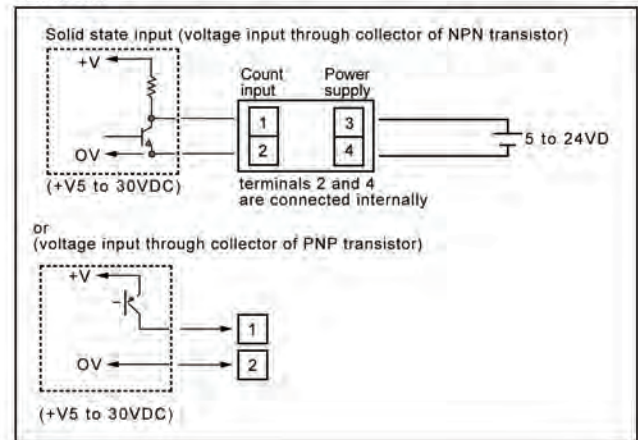 Solid state input (voltage input through collector of NPN transistor)
+V
Count input
Power supply
1
3
2
4
5 to 24VD
OV
(+V5 to 30VDC)
terminals 2 and 4
are connected internally
or
(voltage input through collector of PNP transistor)
+V
1
OV
2
(+V5 to 30VDC)